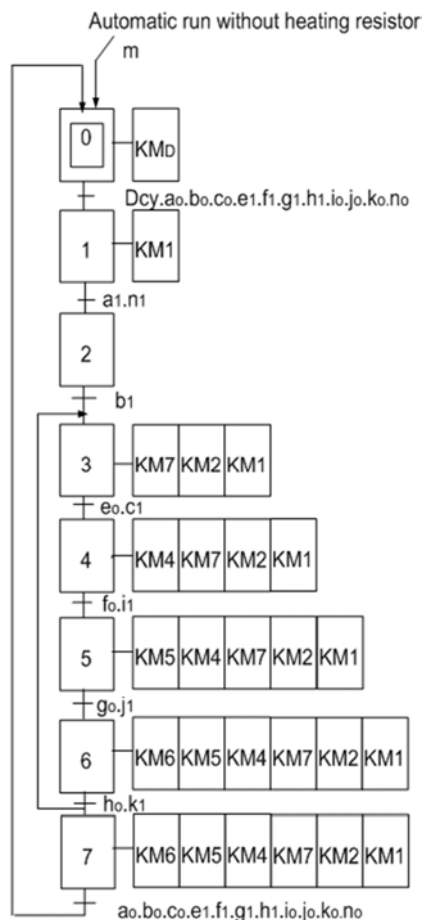 Automatic run without heating resistor
m
0 KMD
Dcy.a0.b0.c0.e1.f1.g1.h1.i0.j0.k0.n0
1 KM1
a1.n1
2
b1
3 KM7 KM2 KM1
e0.c1
4 KM4 KM7 KM2 KM1
f0.i1
5 KM5 KM4 KM7 KM2 KM1
g0.j1
6 KM6 KM5 KM4 KM7 KM2 KM1
h0.k1
7 KM6 KM5 KM4 KM7 KM2 KM1
a0.b0.c0.e1.f1.g1.h1.i0.j0.k0.n0